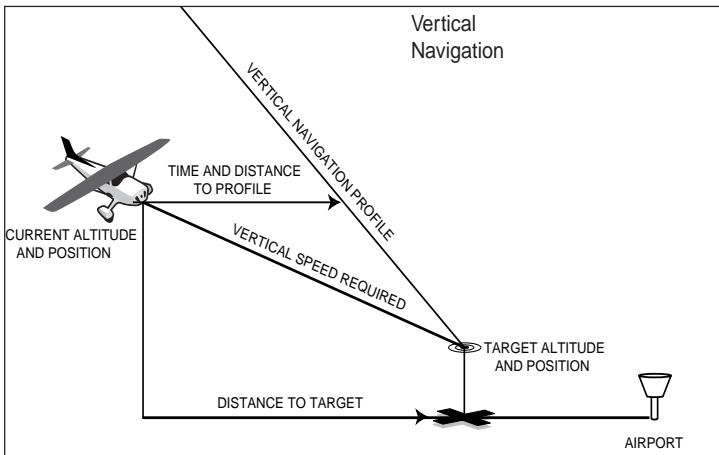 Vertical
Navigation
VERTICAL NAVIGATION PROFILE
TIME AND DISTANCE
TO PROFILE
CURRENT ALTITUDE
AND POSITION
VERTICAL SPEED REQUIRED
TARGET ALTITUDE
AND POSITION
DISTANCE TO TARGET
AIRPORT